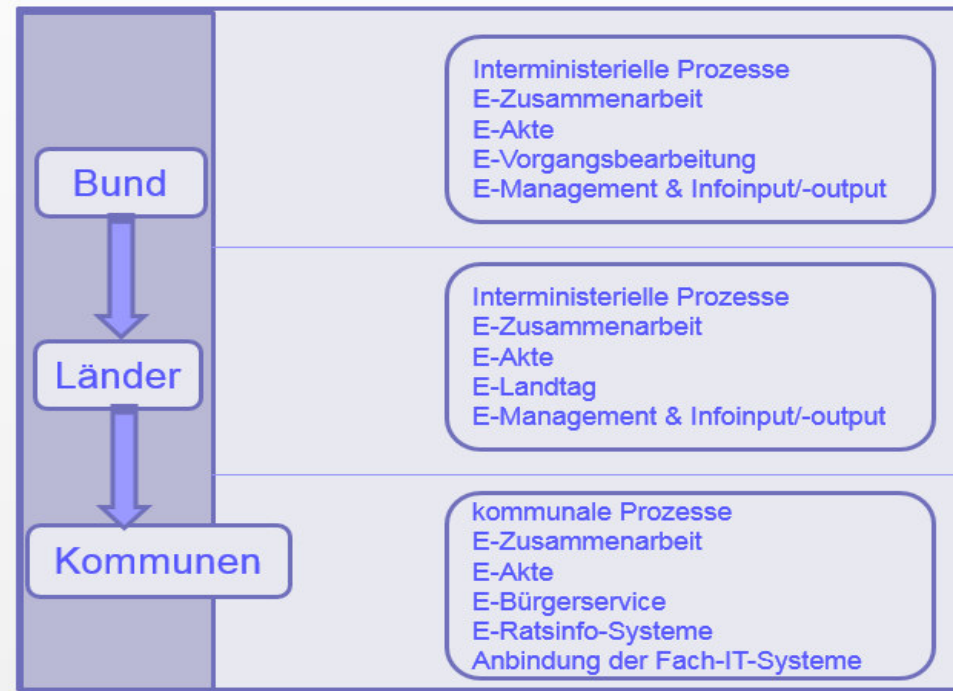 Bund
Interministerielle Prozesse
E-Zusammenarbeit
E-Akte
E-Vorgangsbearbeitung
E-Management & Infoinput/-output
Länder
Interministerielle Prozesse
E-Zusammenarbeit
E-Akte
E-Landtag
E-Management & Infoinput/-output
Kommunen
kommunale Prozesse
E-Zusammenarbeit
E-Akte
E-Bürgerservice
E-Ratsinfo-Systeme
Anbindung der Fach-IT-Systeme